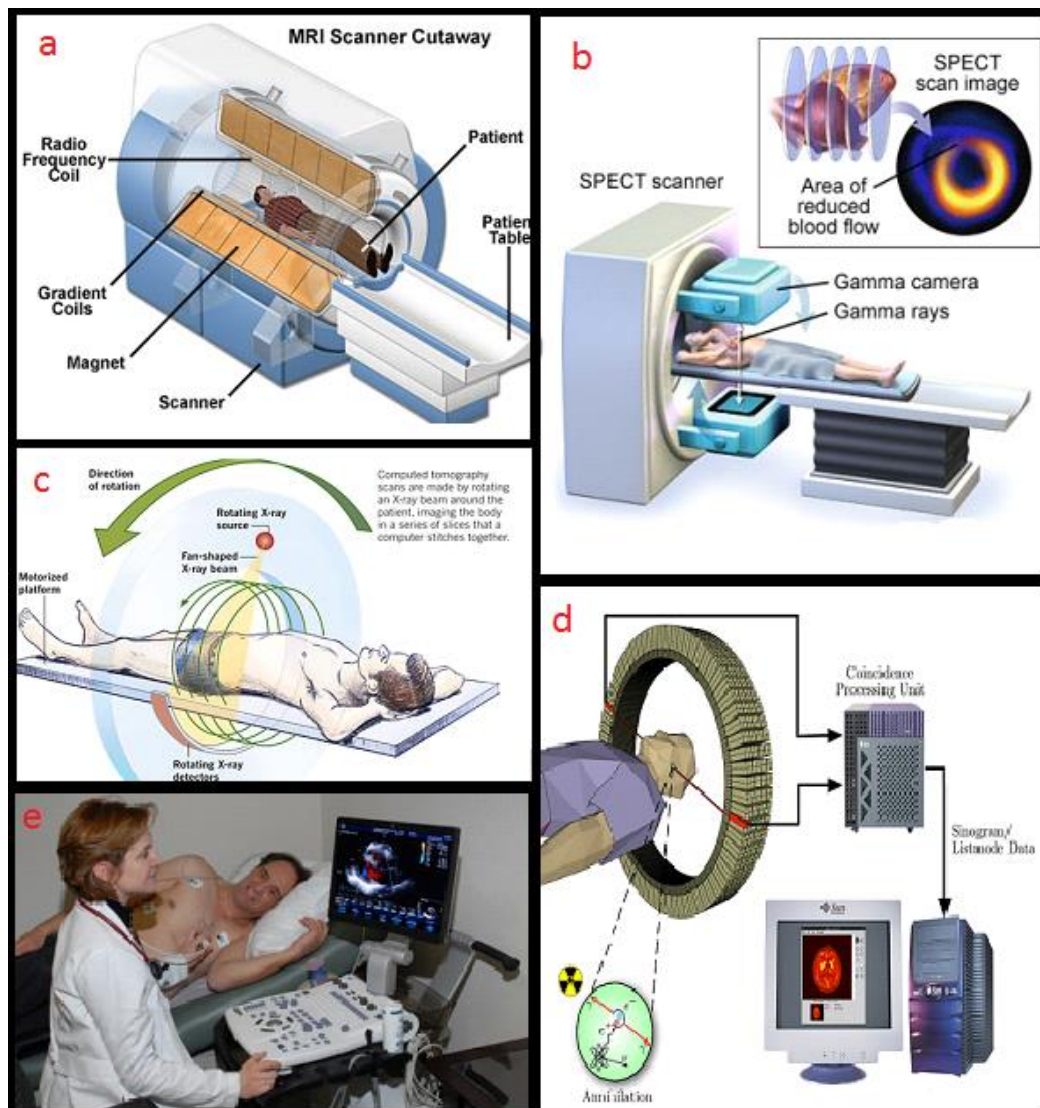 a
MRI Scanner Cutaway
Radio
Frequency
Coil
Patient
Patien
Table
Gradient
Coils
Magnet
Scanner
b
SPECT
scan image
Area of
reduced
blood flow
SPECT scanner
Gamma camera
Gamma rays
c
Direction
of rotation
Computed tomography
scans are made by rotating
an X-ray beam around the
patient, imaging the body
in a series of slices that a
computer stitches together.
Rotating X-ray
source
Fan-shaped
X-ray beam
Motorized
platform
Rotating X-ray
detectors
d
Coincidence
Processing Unit
Sinogram/
Listmode Data
Sun
Annihilation
e